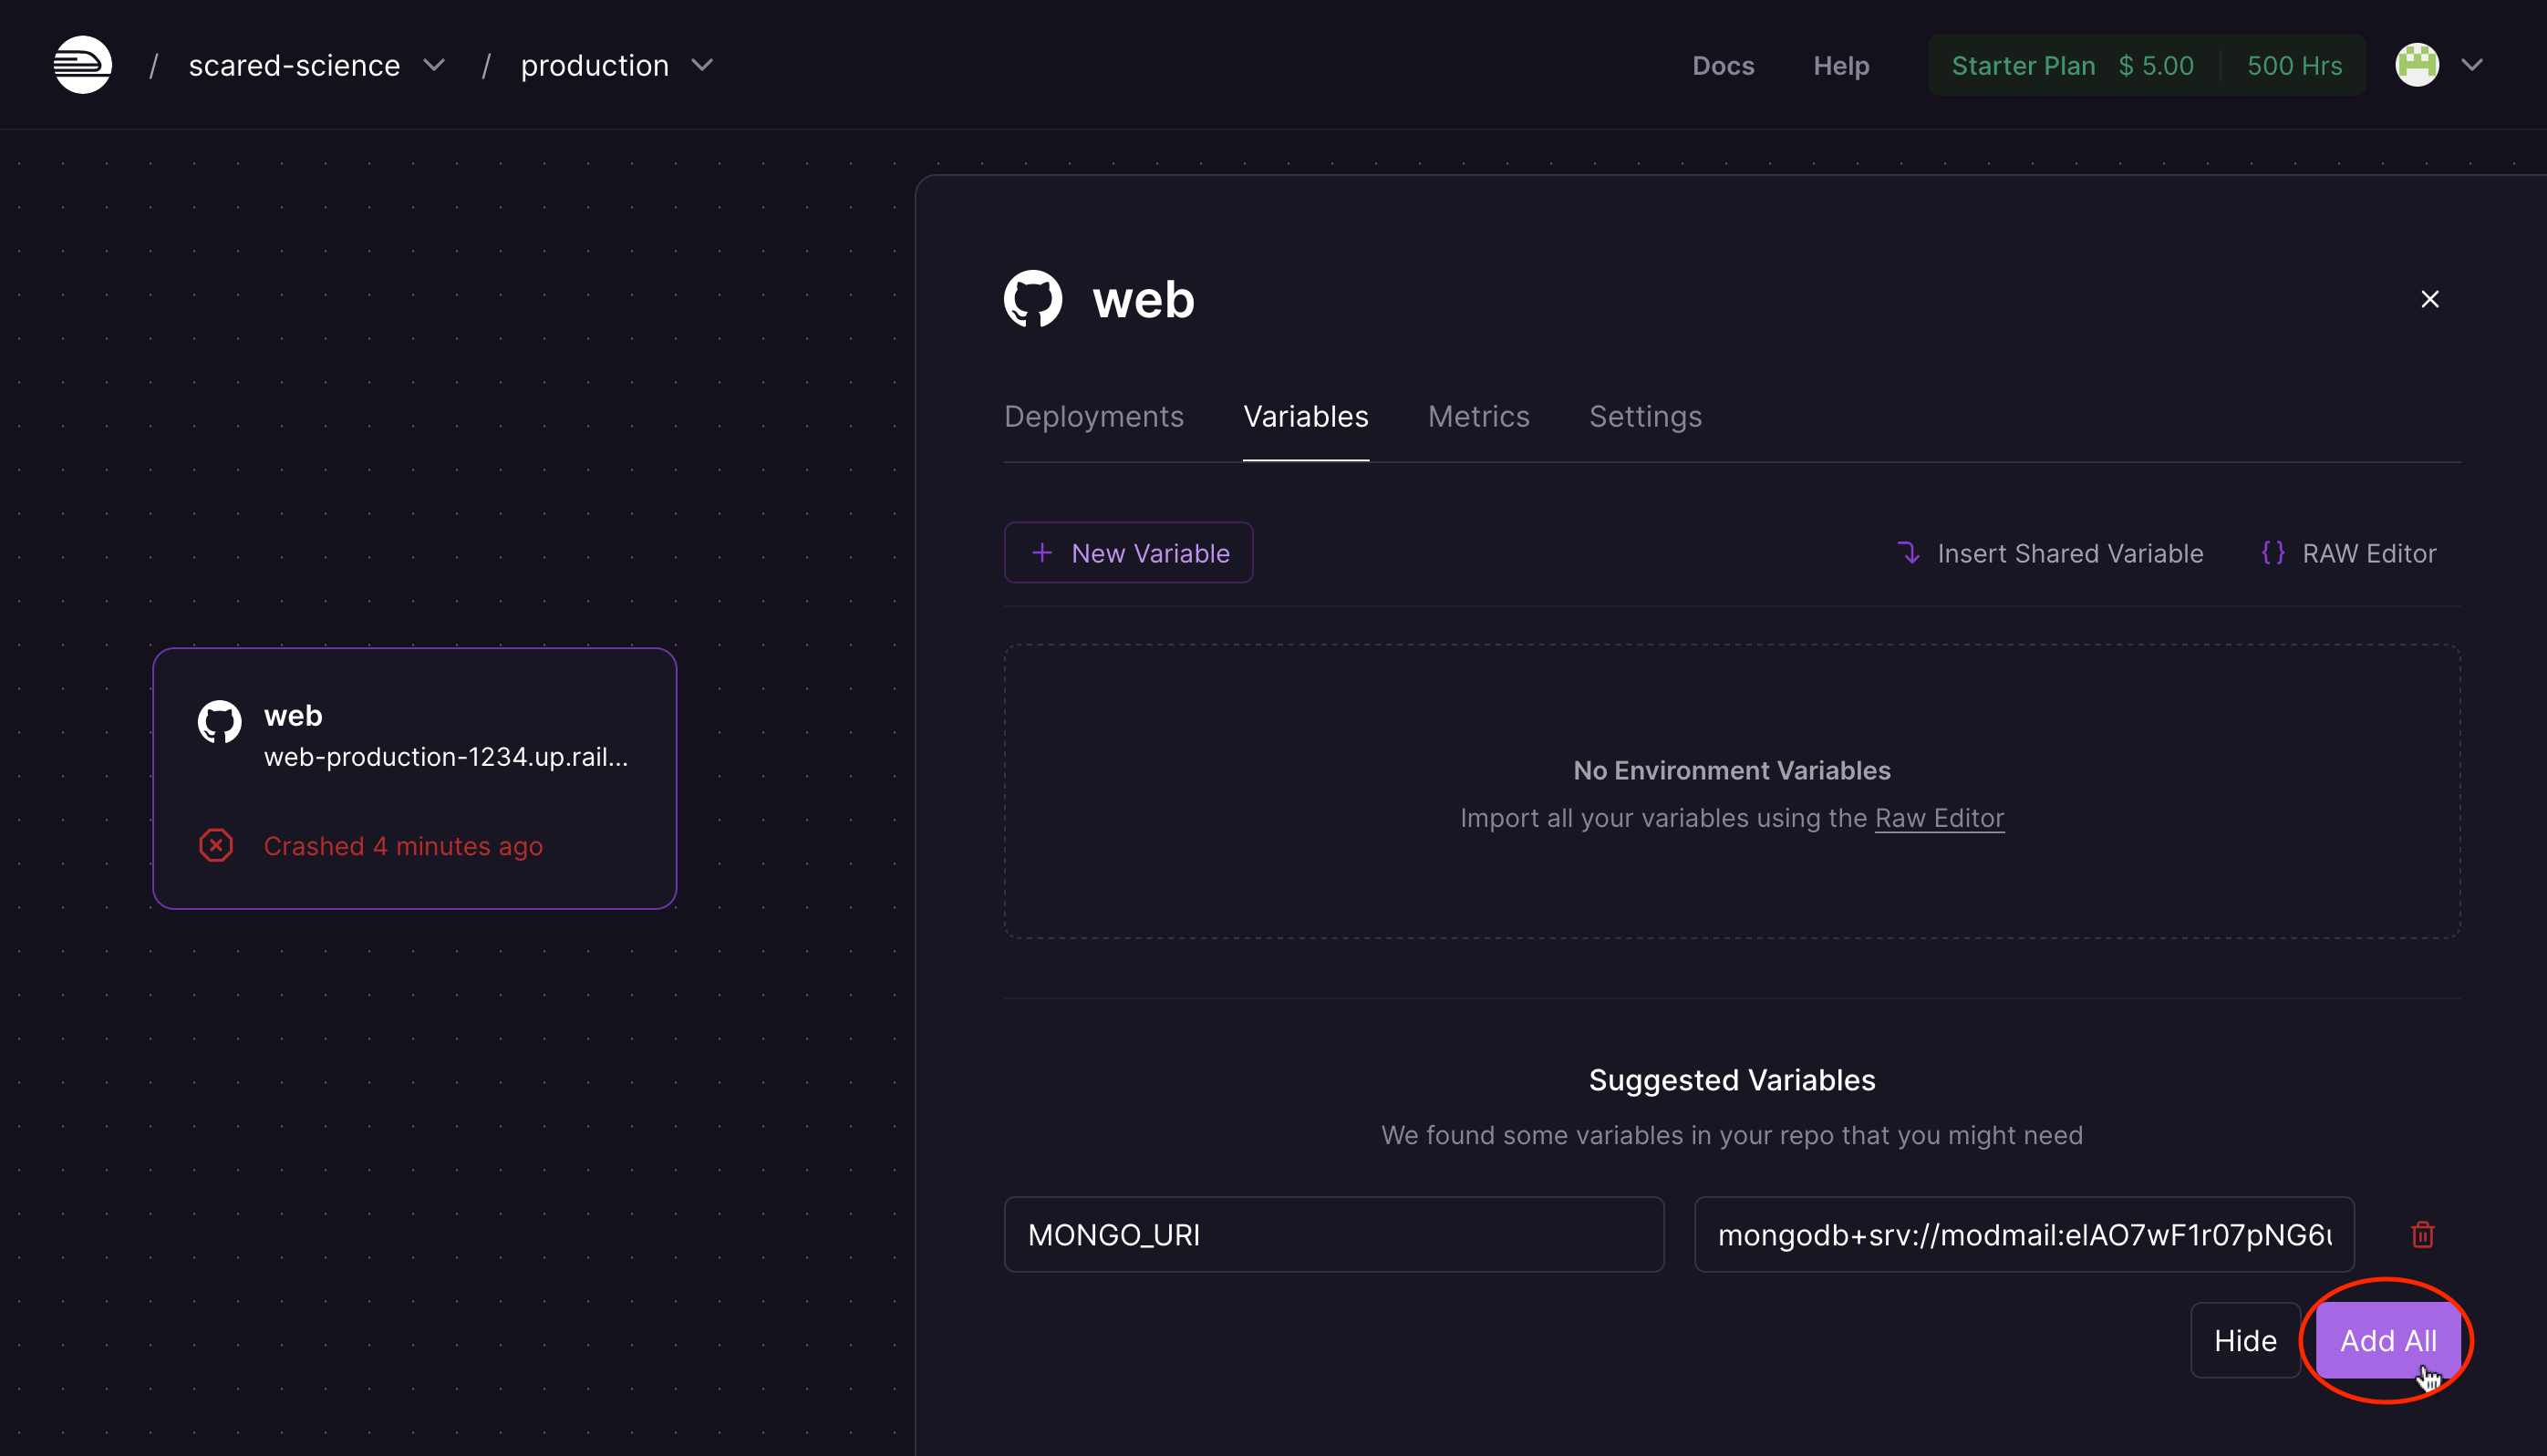 / scared-science / production
Docs Help Starter Plan $ 5.00 500 Hrs
web
Deployments Variables Metrics Settings
New Variable
Insert Shared Variable
{} RAW Editor
web
web-production-1234.up.rail...
Crashed 4 minutes ago
No Environment Variables
Import all your variables using the Raw Editor
Suggested Variables
We found some variables in your repo that you might need
MONGO_URI
mongodb+srv://modmail:elAO7wF1r07pNG6u
Hide
Add All